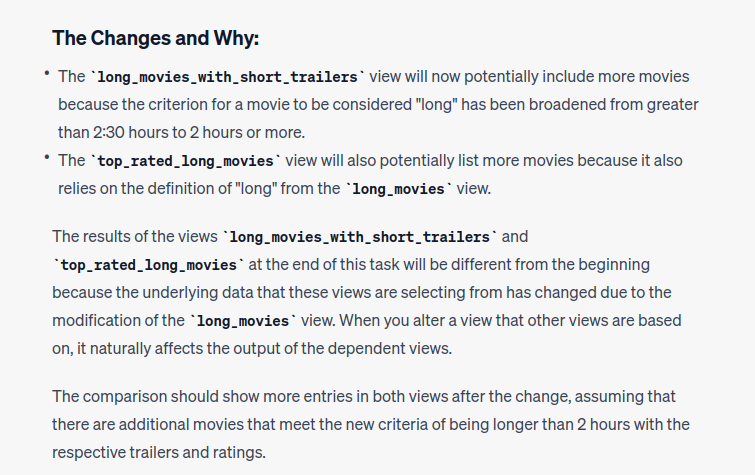 The Changes and Why:
• The `long_movies_with_short_trailers` view will now potentially include more movies
because the criterion for a movie to be considered "long" has been broadened from greater
than 2:30 hours to 2 hours or more.
• The `top_rated_long_movies` view will also potentially list more movies because it also
relies on the definition of "long" from the `long_movies` view.
The results of the views `long_movies_with_short_trailers` and
`top_rated_long_movies` at the end of this task will be different from the beginning
because the underlying data that these views are selecting from has changed due to the
modification of the `long_movies` view. When you alter a view that other views are based
on, it naturally affects the output of the dependent views.
The comparison should show more entries in both views after the change, assuming that
there are additional movies that meet the new criteria of being longer than 2 hours with the
respective trailers and ratings.